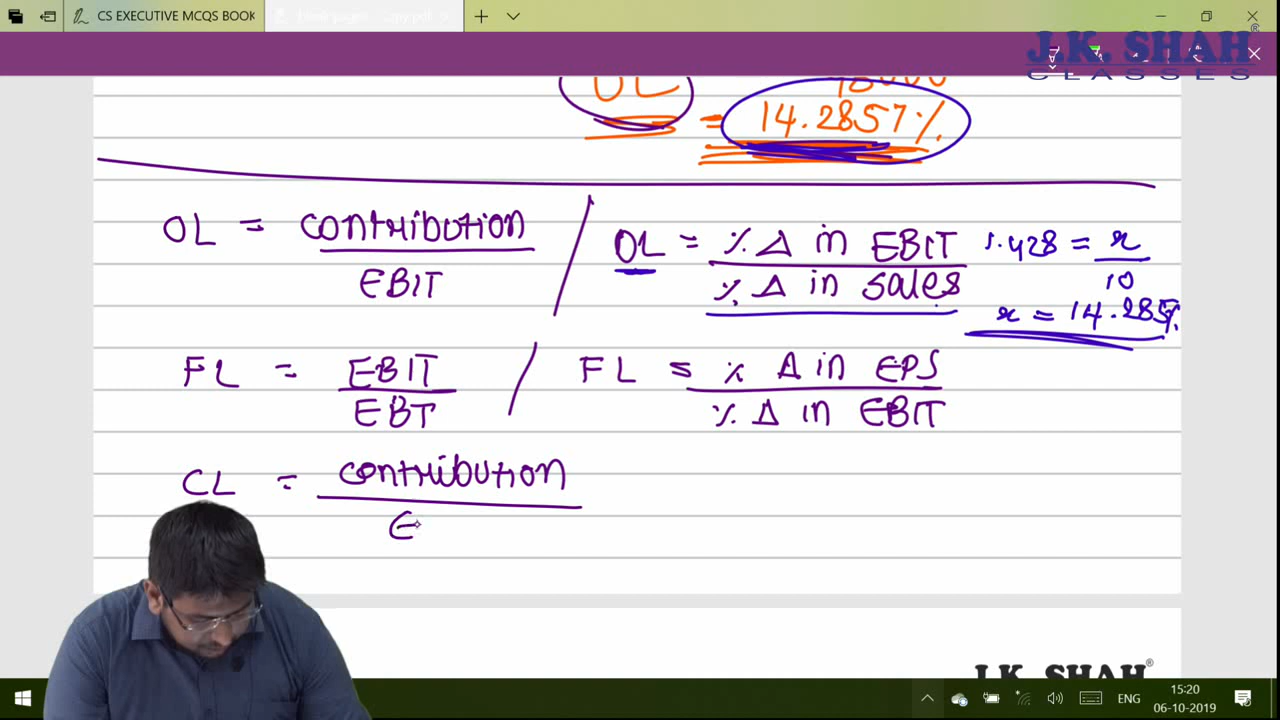 CS EXECUTIVE MCQS BOOK
J.K. SHAH®
CLASSES
OL
= 14.2857%
OL = contribution / EBIT
/ OL = % Δ in EBIT / % Δ in sales
1.428 = x / 10
x = 14.285%
FL = EBIT / EBT
/ FL = % Δ in EPS / % Δ in EBIT
CL = contribution / E
J.K. SHAH®
ENG
15:20
06-10-2019